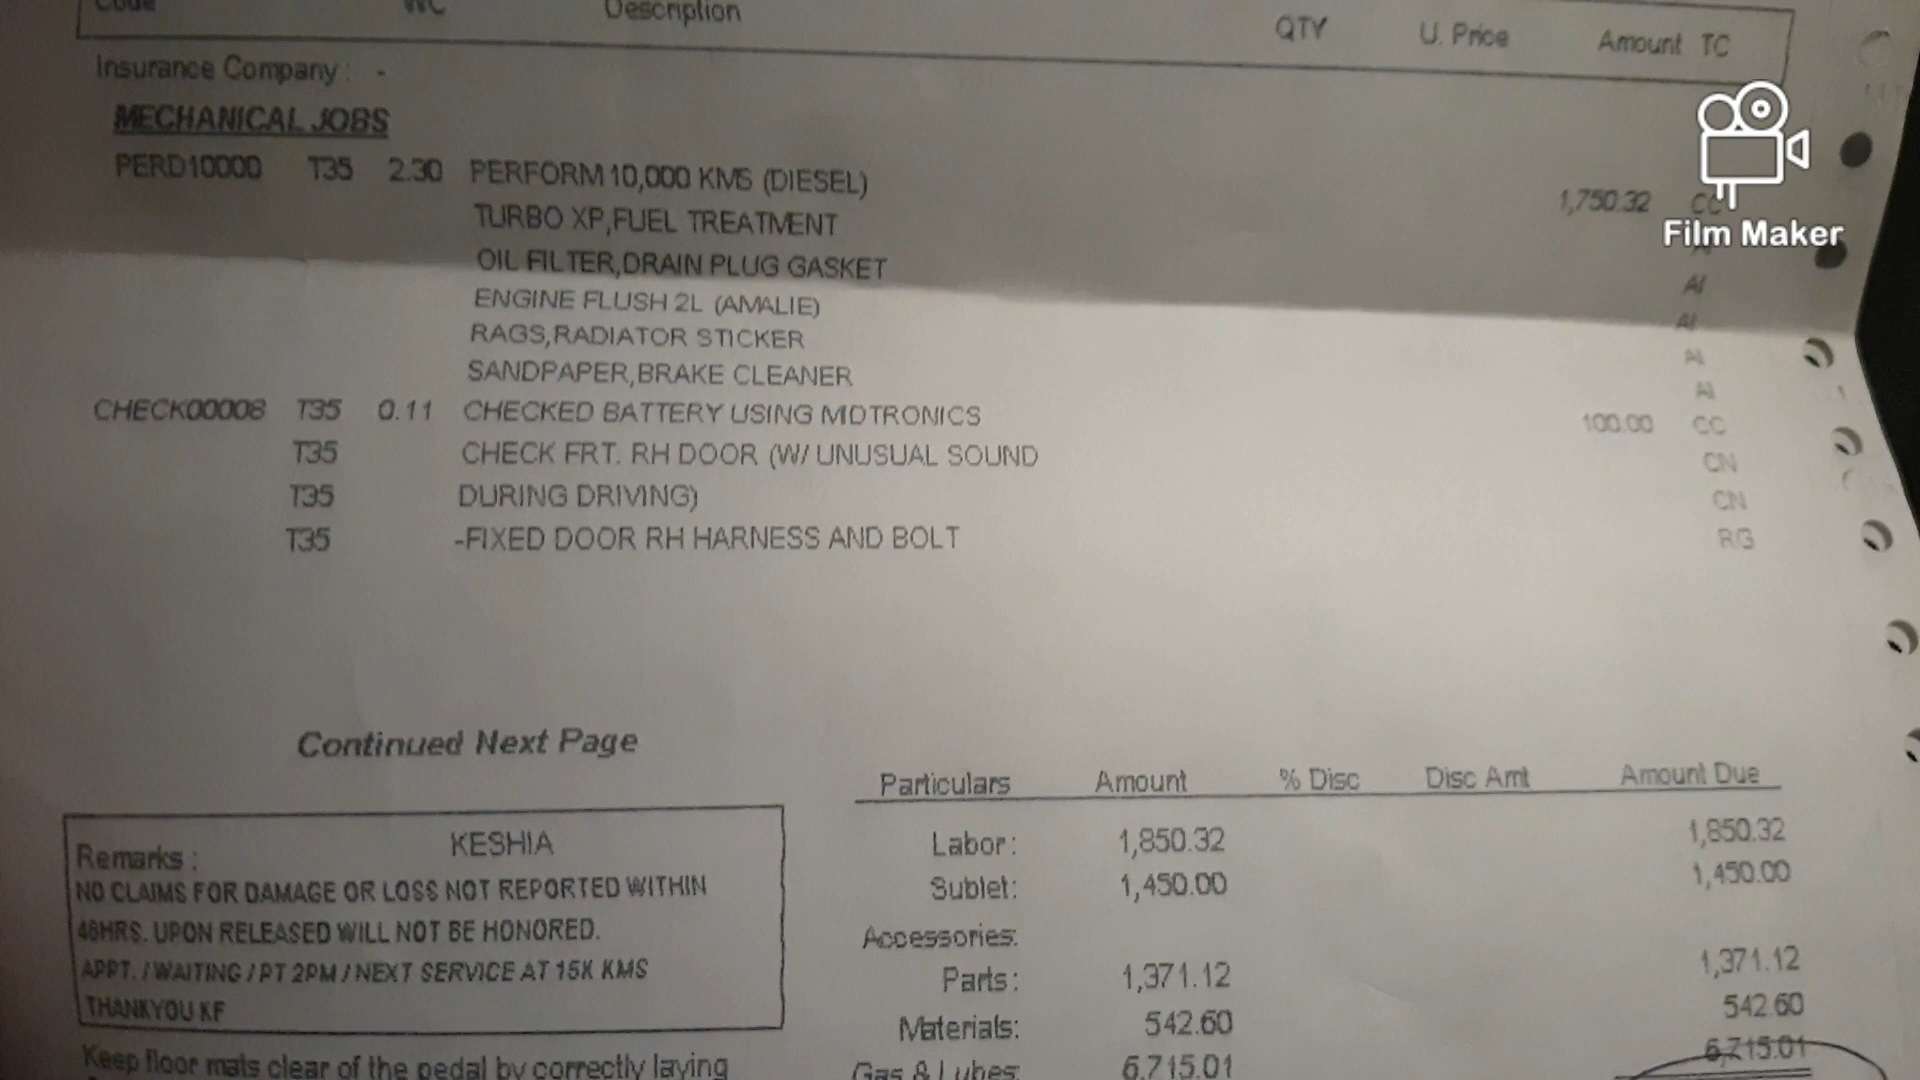 Code WC Description QTY U. Price Amount TC
Insurance Company : -
MECHANICAL JOBS
PERD10000 T35 2.30 PERFORM 10,000 KMS (DIESEL) 1,750.32 CC
TURBO XP,FUEL TREATMENT
OIL FILTER,DRAIN PLUG GASKET AI
ENGINE FLUSH 2L (AMALIE) AI
RAGS,RADIATOR STICKER AI
SANDPAPER,BRAKE CLEANER AI
CHECK00008 T35 0.11 CHECKED BATTERY USING MIDTRONICS 100.00 CC
T35 CHECK FRT. RH DOOR (W/ UNUSUAL SOUND CN
T35 DURING DRIVING) CN
T35 -FIXED DOOR RH HARNESS AND BOLT RG
Film Maker
Continued Next Page
Remarks : KESHIA
NO CLAIMS FOR DAMAGE OR LOSS NOT REPORTED WITHIN
48HRS. UPON RELEASED WILL NOT BE HONORED.
APPT. / WAITING / PT 2PM / NEXT SERVICE AT 15K KMS
THANKYOU KF
Keep floor mats clear of the pedal by correctly laying
Particulars Amount % Disc Disc Amt Amount Due
Labor : 1,850.32 1,850.32
Sublet: 1,450.00 1,450.00
Accessories:
Parts : 1,371.12 1,371.12
Materials: 542.60 542.60
Gas & Lubes: 6,715.01 6,715.01